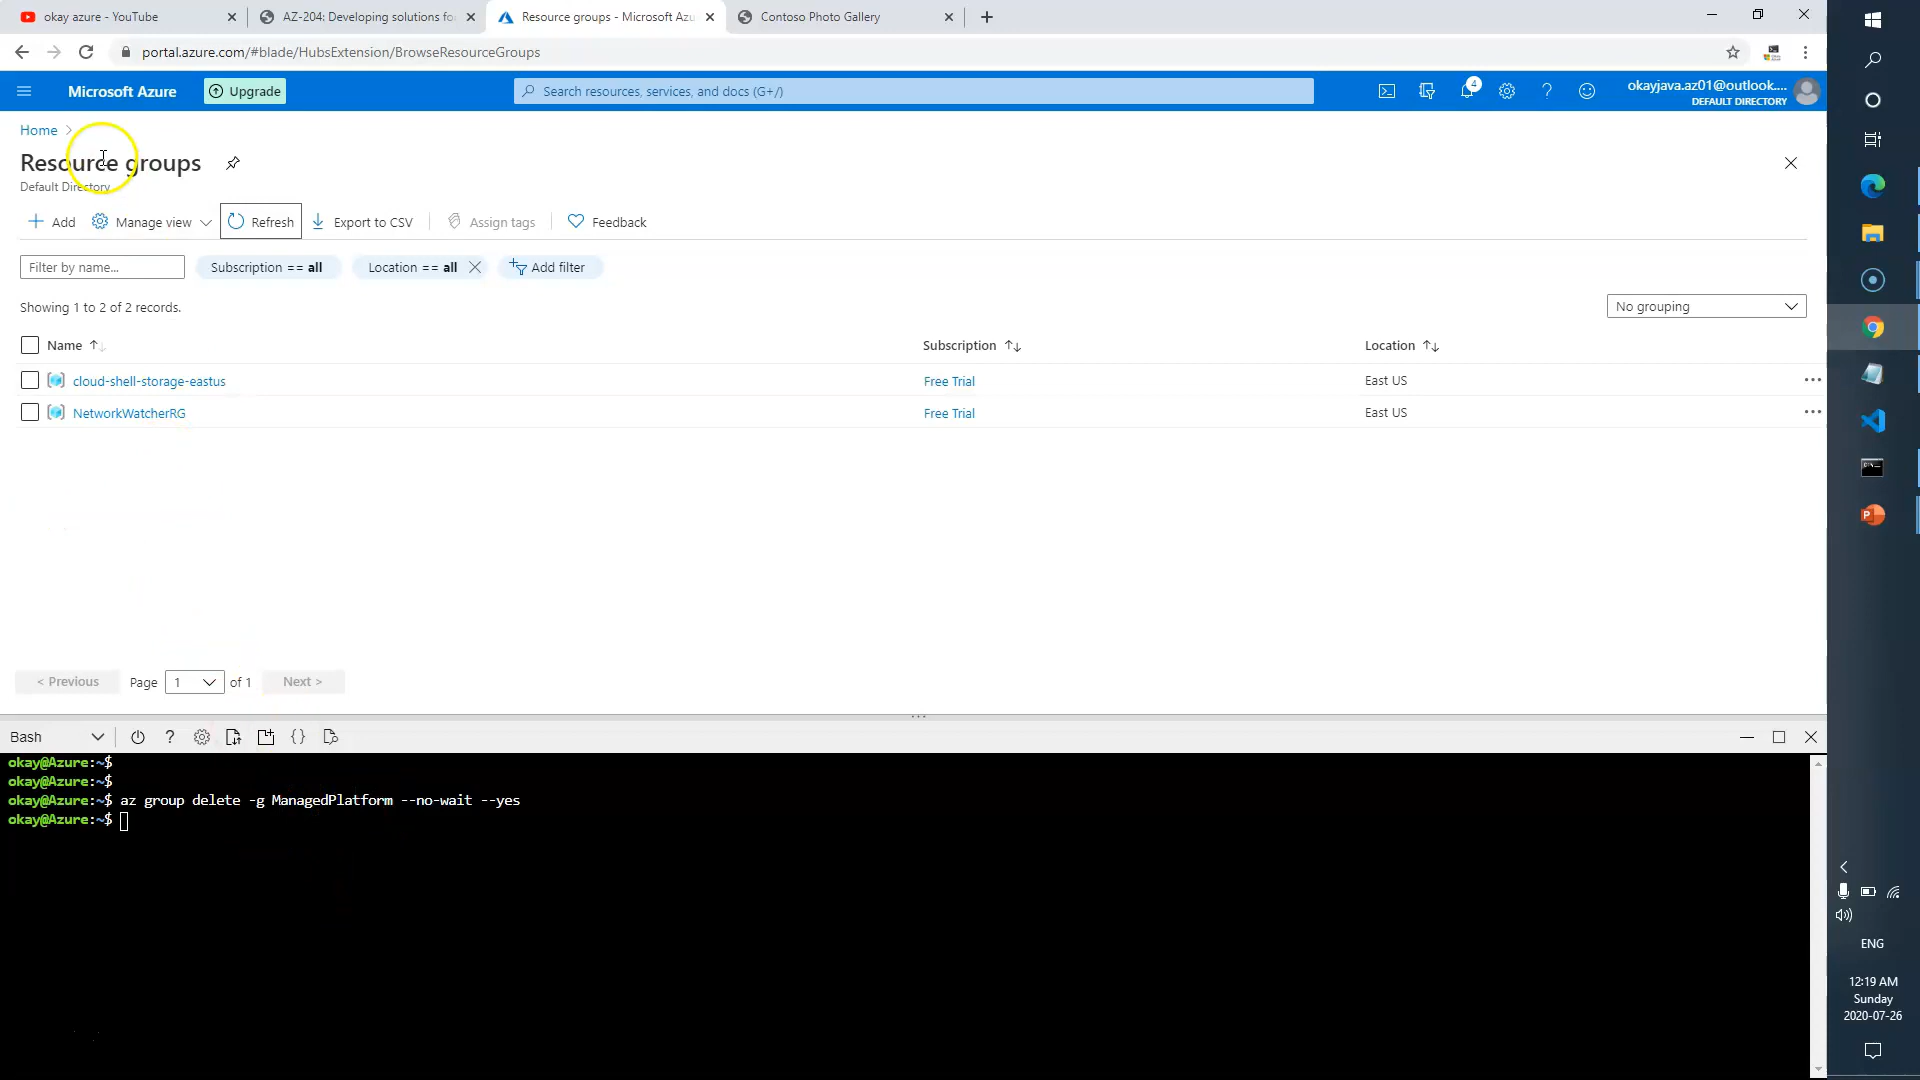 okay azure - YouTube
AZ-204: Developing solutions fo
Resource groups - Microsoft Azu
Contoso Photo Gallery
portal.azure.com/#blade/HubsExtension/BrowseResourceGroups
Microsoft Azure
Upgrade
Search resources, services, and docs (G+/)
4
okayjava.az01@outlook....
DEFAULT DIRECTORY
Home
Resource groups
Default Directory
Add
Manage view
Refresh
Export to CSV
Assign tags
Feedback
Filter by name...
Subscription == all
Location == all
Add filter
Showing 1 to 2 of 2 records.
No grouping
Name
Subscription
Location
cloud-shell-storage-eastus
Free Trial
East US
NetworkWatcherRG
Free Trial
East US
< Previous
Page
1
of 1
Next >
Bash
okay@Azure:~$
okay@Azure:~$
okay@Azure:~$ az group delete -g ManagedPlatform --no-wait --yes
okay@Azure:~$
ENG
12:19 AM
Sunday
2020-07-26